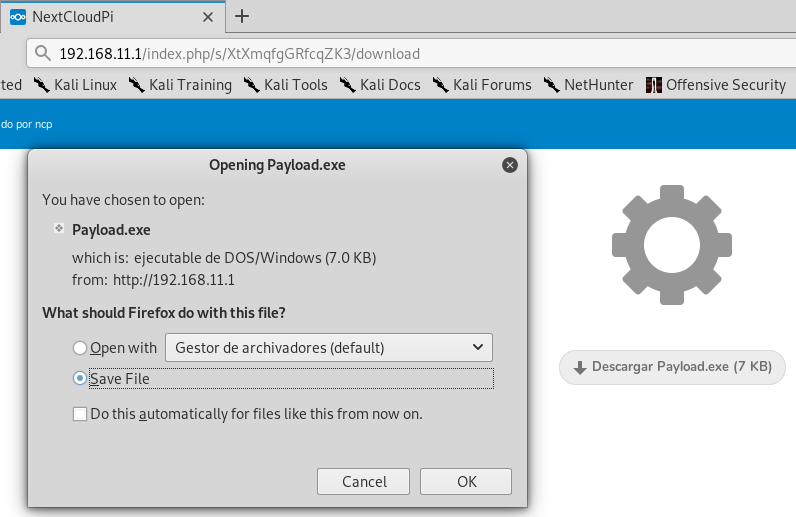 NextCloudPi
192.168.11.1/index.php/s/XtXmqfgGRfcqZK3/download
ted Kali Linux Kali Training Kali Tools Kali Docs Kali Forums NetHunter Offensive Security
do por ncp
Opening Payload.exe
You have chosen to open:
Payload.exe
which is: ejecutable de DOS/Windows (7.0 KB)
from: http://192.168.11.1
What should Firefox do with this file?
Open with Gestor de archivadores (default)
Save File
Do this automatically for files like this from now on.
Cancel OK
Descargar Payload.exe (7 KB)